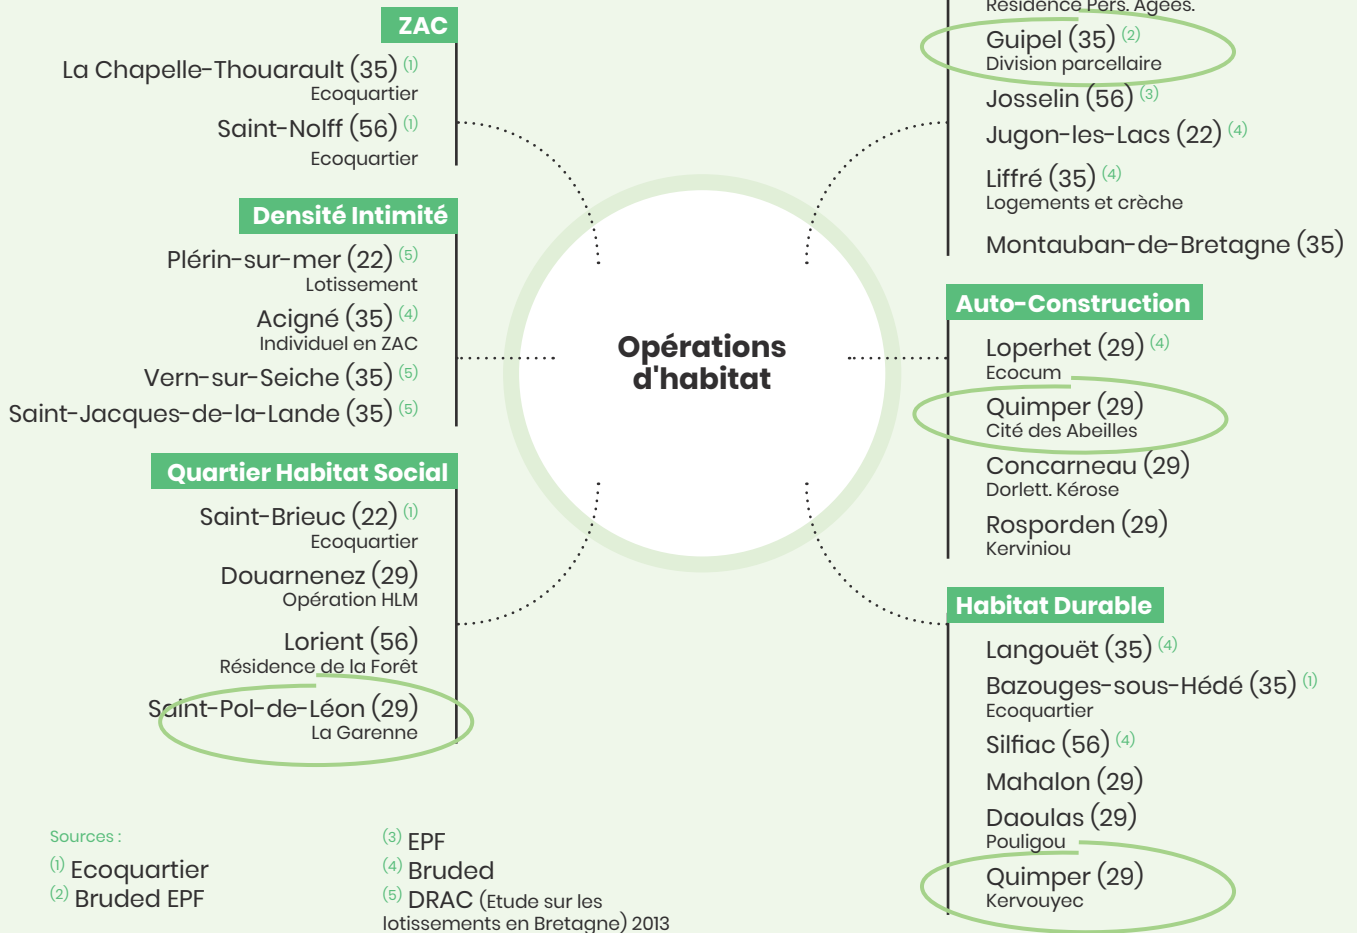 ZAC
La Chapelle-Thouarault (35) (1)
Ecoquartier
Saint-Nolff (56) (1)
Ecoquartier
Densité Intimité
Plérin-sur-mer (22) (5)
Lotissement
Acigné (35) (4)
Individuel en ZAC
Vern-sur-Seiche (35) (5)
Saint-Jacques-de-la-Lande (35) (5)
Quartier Habitat Social
Saint-Brieuc (22) (1)
Ecoquartier
Douarnenez (29)
Opération HLM
Lorient (56)
Résidence de la Forêt
Saint-Pol-de-Léon (29)
La Garenne
Opérations
d'habitat
Résidence Pers. Agées.
Guipel (35) (2)
Division parcellaire
Josselin (56) (3)
Jugon-les-Lacs (22) (4)
Liffré (35) (4)
Logements et crèche
Montauban-de-Bretagne (35)
Auto-Construction
Loperhet (29) (4)
Ecocum
Quimper (29)
Cité des Abeilles
Concarneau (29)
Dorlett. Kérose
Rosporden (29)
Kerviniou
Habitat Durable
Langouët (35) (4)
Bazouges-sous-Hédé (35) (1)
Ecoquartier
Silfiac (56) (4)
Mahalon (29)
Daoulas (29)
Pouligou
Quimper (29)
Kervouyec
Sources :
(1) Ecoquartier
(2) Bruded EPF
(3) EPF
(4) Bruded
(5) DRAC (Etude sur les
lotissements en Bretagne) 2013